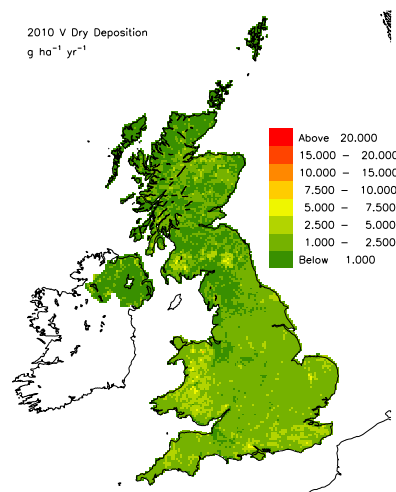 2010 V Dry Deposition
g ha⁻¹ yr⁻¹
Above 20.000
15.000 – 20.000
10.000 – 15.000
7.500 – 10.000
5.000 – 7.500
2.500 – 5.000
1.000 – 2.500
Below 1.000